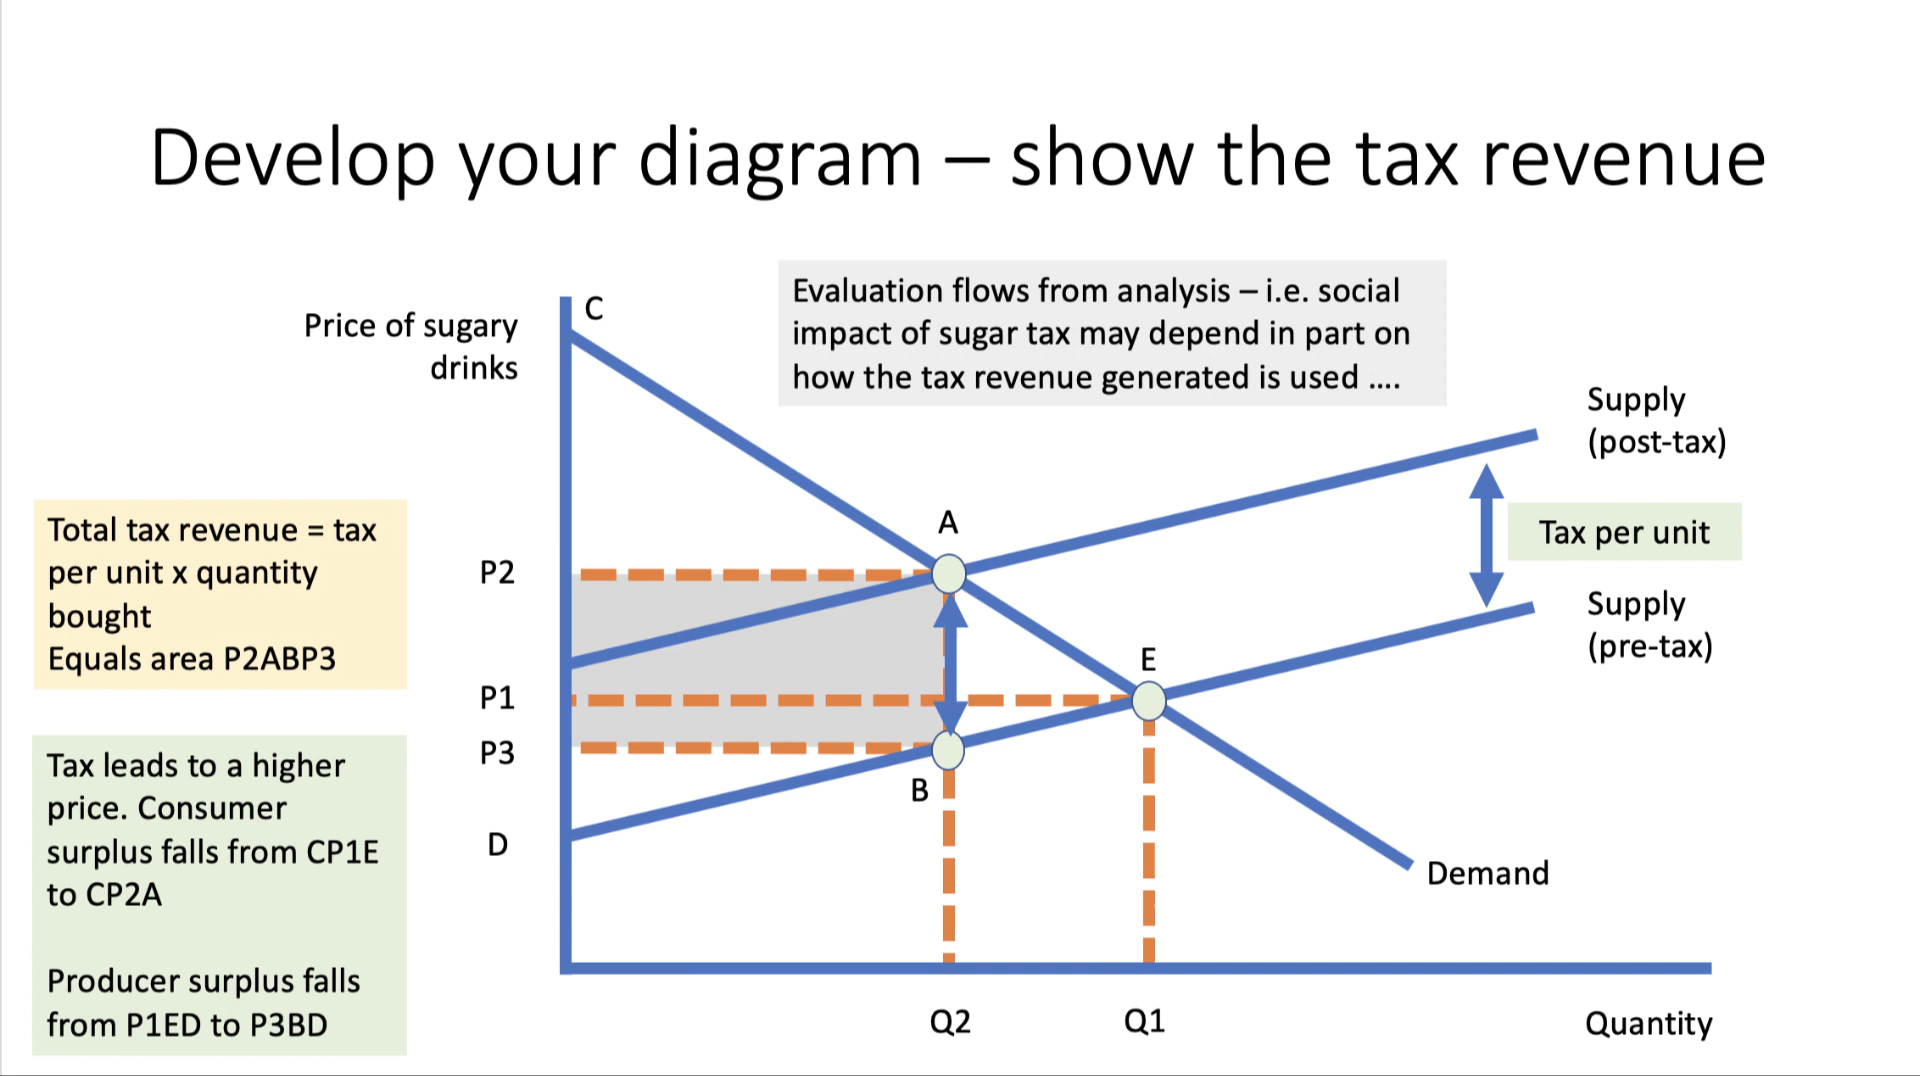 Develop your diagram – show the tax revenue
Evaluation flows from analysis – i.e. social
impact of sugar tax may depend in part on
how the tax revenue generated is used ....
Price of sugary
drinks
C
Supply
(post-tax)
Tax per unit
Supply
(pre-tax)
Total tax revenue = tax
per unit x quantity
bought
Equals area P2ABP3
Tax leads to a higher
price. Consumer
surplus falls from CP1E
to CP2A
Producer surplus falls
from P1ED to P3BD
A
P2
E
P1
P3
B
D
Demand
Q2
Q1
Quantity